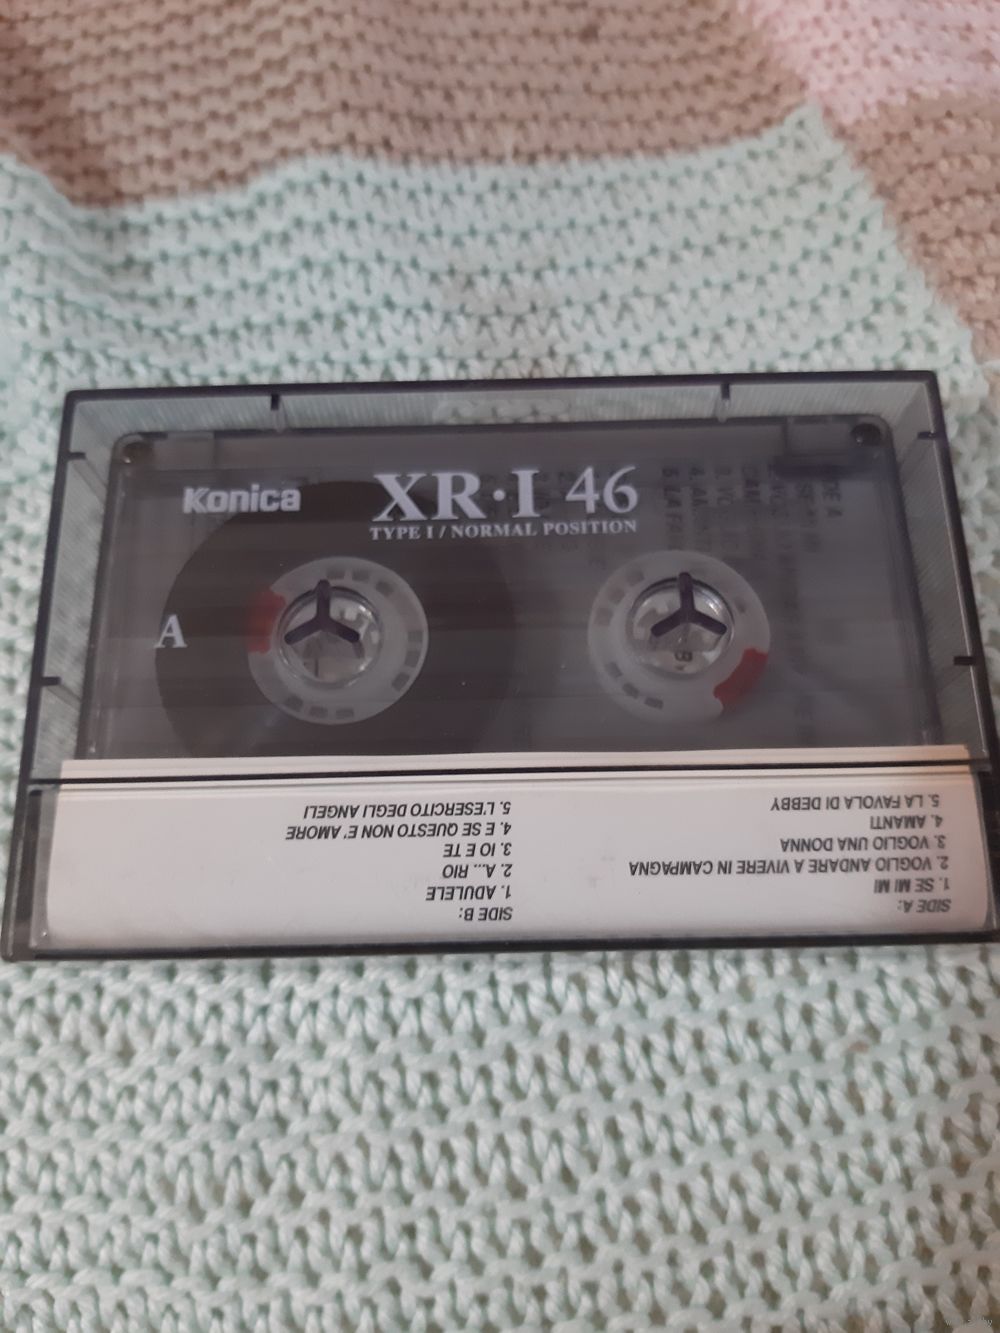 Konica
XR·I 46
TYPE I / NORMAL POSITION
A
SIDE A:
1. SE MI MI
2. VOGLIO ANDARE A VIVERE IN CAMPAGNA
3. VOGLIO UNA DONNA
4. AMANTI
5. LA FAVOLA DI DEBBY
SIDE B:
1. ADULELE
2. A... RIO
3. IO E TE
4. E SE QUESTO NON E' AMORE
5. L'ESERCITO DEGLI ANGELI